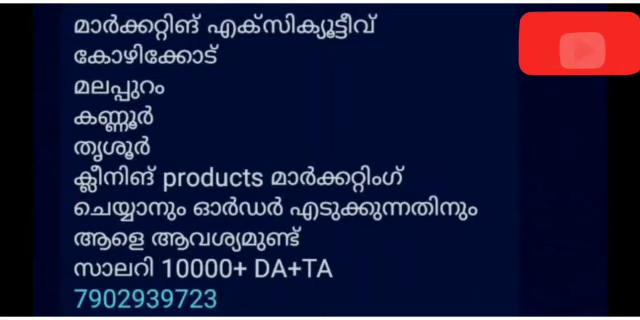 മാർക്കറ്റിങ് എക്സിക്യൂട്ടീവ്
കോഴിക്കോട്
മലപ്പുറം
കണ്ണൂർ
തൃശൂർ
ക്ലീനിങ് products മാർക്കറ്റിംഗ്
ചെയ്യാനും ഓർഡർ എടുക്കുന്നതിനും
ആളെ ആവശ്യമുണ്ട്
സാലറി 10000+ DA+TA
7902939723